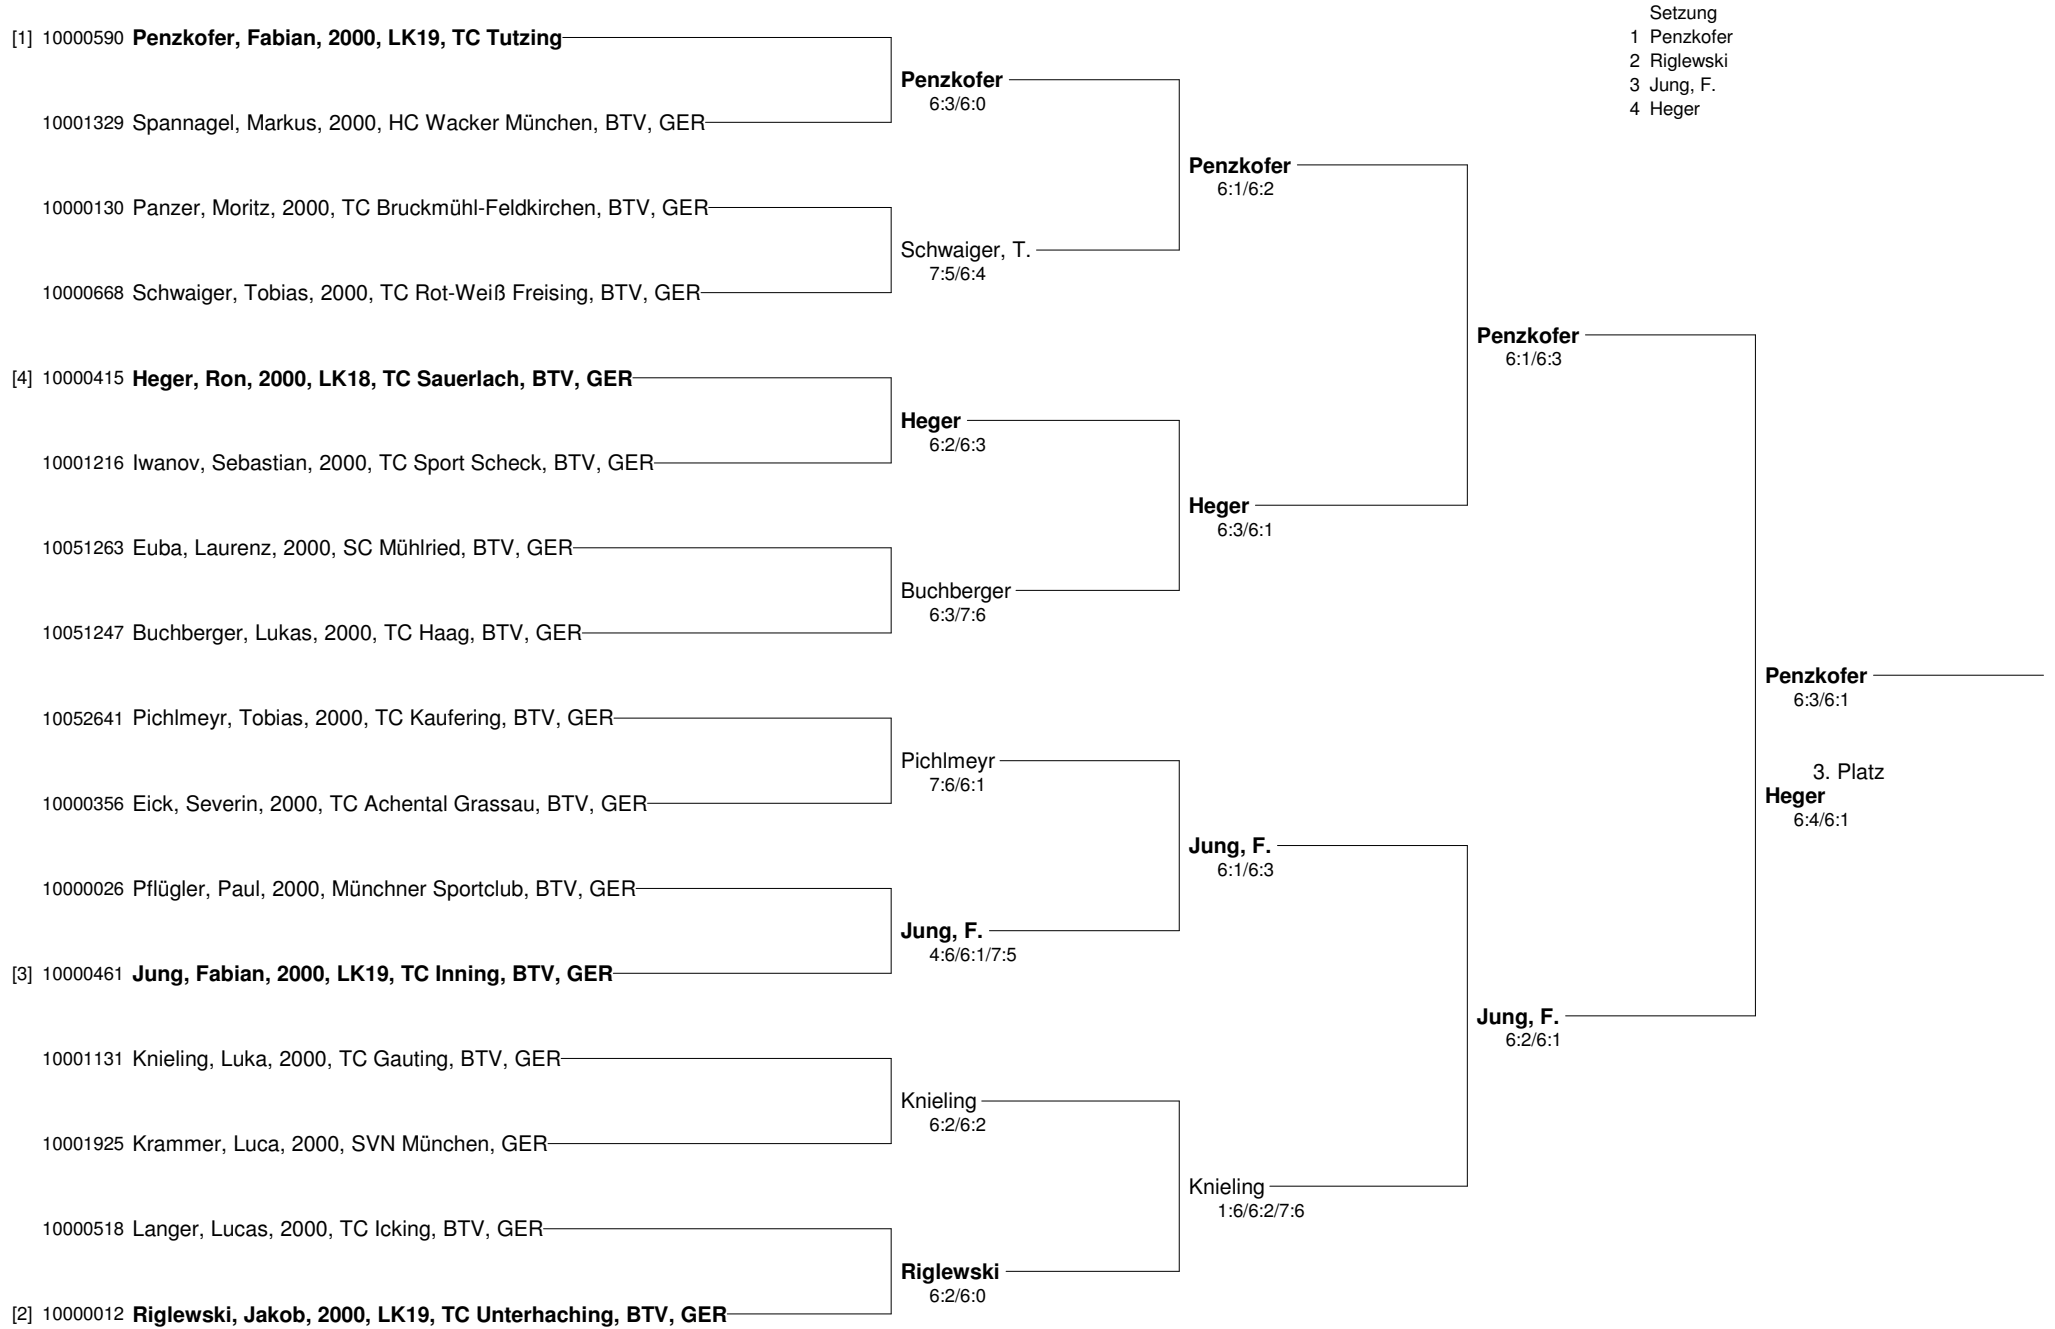 Setzung
1 Penzkofer
2 Riglewski
3 Jung, F.
4 Heger
[1] 10000590 Penzkofer, Fabian, 2000, LK19, TC Tutzing
10001329 Spannagel, Markus, 2000, HC Wacker München, BTV, GER
10000130 Panzer, Moritz, 2000, TC Bruckmühl-Feldkirchen, BTV, GER
10000668 Schwaiger, Tobias, 2000, TC Rot-Weiß Freising, BTV, GER
[4] 10000415 Heger, Ron, 2000, LK18, TC Sauerlach, BTV, GER
10001216 Iwanov, Sebastian, 2000, TC Sport Scheck, BTV, GER
10051263 Euba, Laurenz, 2000, SC Mühlried, BTV, GER
10051247 Buchberger, Lukas, 2000, TC Haag, BTV, GER
10052641 Pichlmeyr, Tobias, 2000, TC Kaufering, BTV, GER
10000356 Eick, Severin, 2000, TC Achental Grassau, BTV, GER
10000026 Pflügler, Paul, 2000, Münchner Sportclub, BTV, GER
[3] 10000461 Jung, Fabian, 2000, LK19, TC Inning, BTV, GER
10001131 Knieling, Luka, 2000, TC Gauting, BTV, GER
10001925 Krammer, Luca, 2000, SVN München, GER
10000518 Langer, Lucas, 2000, TC Icking, BTV, GER
[2] 10000012 Riglewski, Jakob, 2000, LK19, TC Unterhaching, BTV, GER
Penzkofer
6:3/6:0
Schwaiger, T.
7:5/6:4
Heger
6:2/6:3
Buchberger
6:3/7:6
Pichlmeyr
7:6/6:1
Jung, F.
4:6/6:1/7:5
Knieling
6:2/6:2
Riglewski
6:2/6:0
Penzkofer
6:1/6:2
Heger
6:3/6:1
Jung, F.
6:1/6:3
Knieling
1:6/6:2/7:6
Penzkofer
6:1/6:3
Jung, F.
6:2/6:1
Penzkofer
6:3/6:1
3. Platz
Heger
6:4/6:1